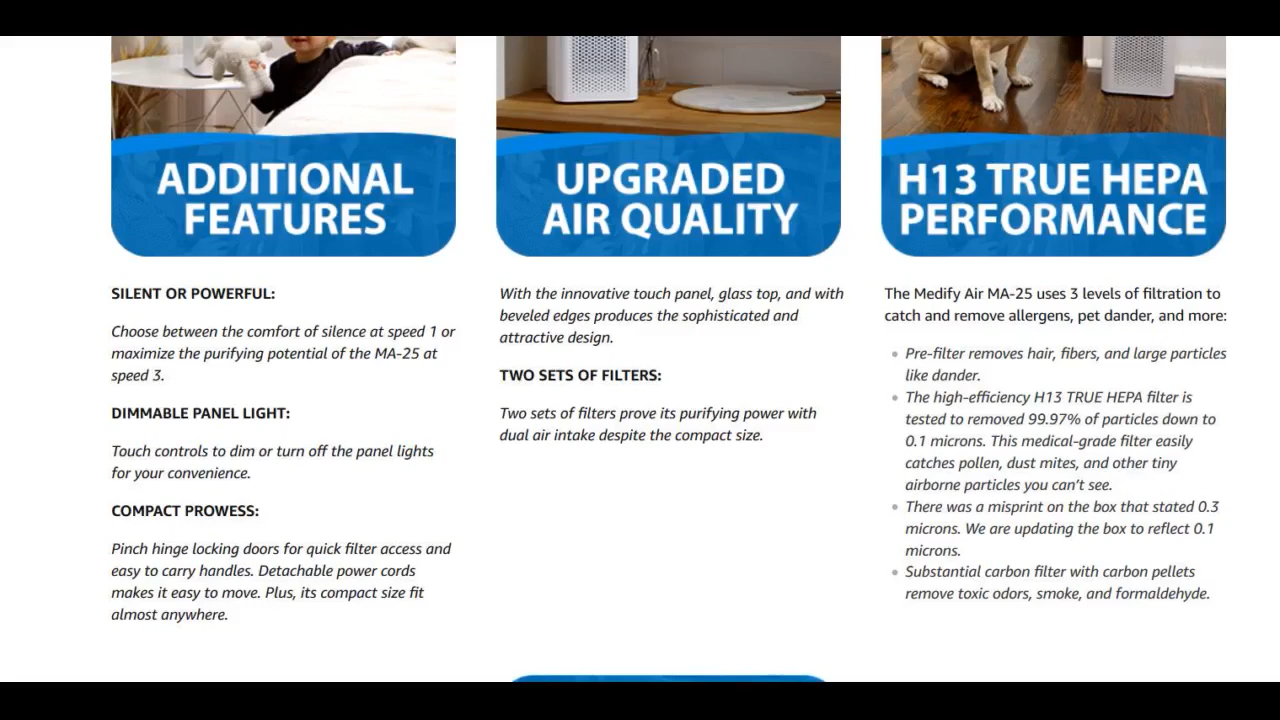 ADDITIONAL
FEATURES
SILENT OR POWERFUL:
Choose between the comfort of silence at speed 1 or
maximize the purifying potential of the MA-25 at
speed 3.
DIMMABLE PANEL LIGHT:
Touch controls to dim or turn off the panel lights
for your convenience.
COMPACT PROWESS:
Pinch hinge locking doors for quick filter access and
easy to carry handles. Detachable power cords
makes it easy to move. Plus, its compact size fit
almost anywhere.
UPGRADED
AIR QUALITY
With the innovative touch panel, glass top, and with
beveled edges produces the sophisticated and
attractive design.
TWO SETS OF FILTERS:
Two sets of filters prove its purifying power with
dual air intake despite the compact size.
H13 TRUE HEPA
PERFORMANCE
The Medify Air MA-25 uses 3 levels of filtration to
catch and remove allergens, pet dander, and more:
Pre-filter removes hair, fibers, and large particles
like dander.
The high-efficiency H13 TRUE HEPA filter is
tested to removed 99.97% of particles down to
0.1 microns. This medical-grade filter easily
catches pollen, dust mites, and other tiny
airborne particles you can't see.
There was a misprint on the box that stated 0.3
microns. We are updating the box to reflect 0.1
microns.
Substantial carbon filter with carbon pellets
remove toxic odors, smoke, and formaldehyde.